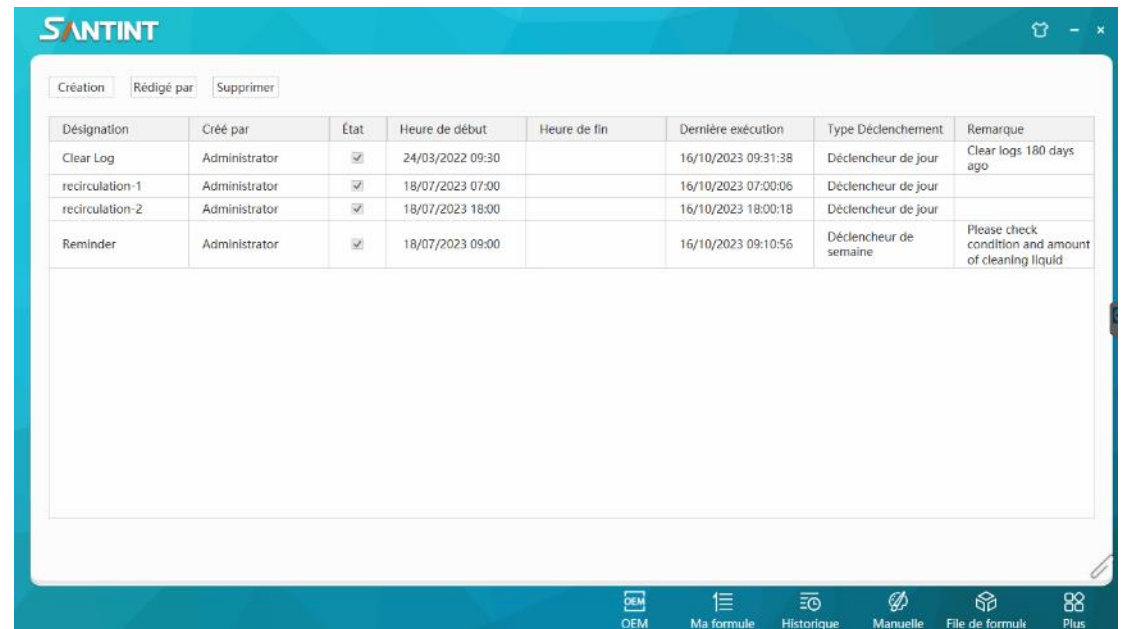 SANTINT
Création Rédigé par Supprimer
Désignation Créé par État Heure de début Heure de fin Dernière exécution Type Déclenchement Remarque
Clear Log Administrator 24/03/2022 09:30 16/10/2023 09:31:38 Déclencheur de jour Clear logs 180 days
ago
recirculation-1 Administrator 18/07/2023 07:00 16/10/2023 07:00:06 Déclencheur de jour
recirculation-2 Administrator 18/07/2023 18:00 16/10/2023 18:00:18 Déclencheur de jour
Reminder Administrator 18/07/2023 09:00 16/10/2023 09:10:56 Déclencheur de
semaine
Please check
condition and amount
of cleaning liquid
OEM
OEM Ma formule Historique Manuelle File de formule Plus